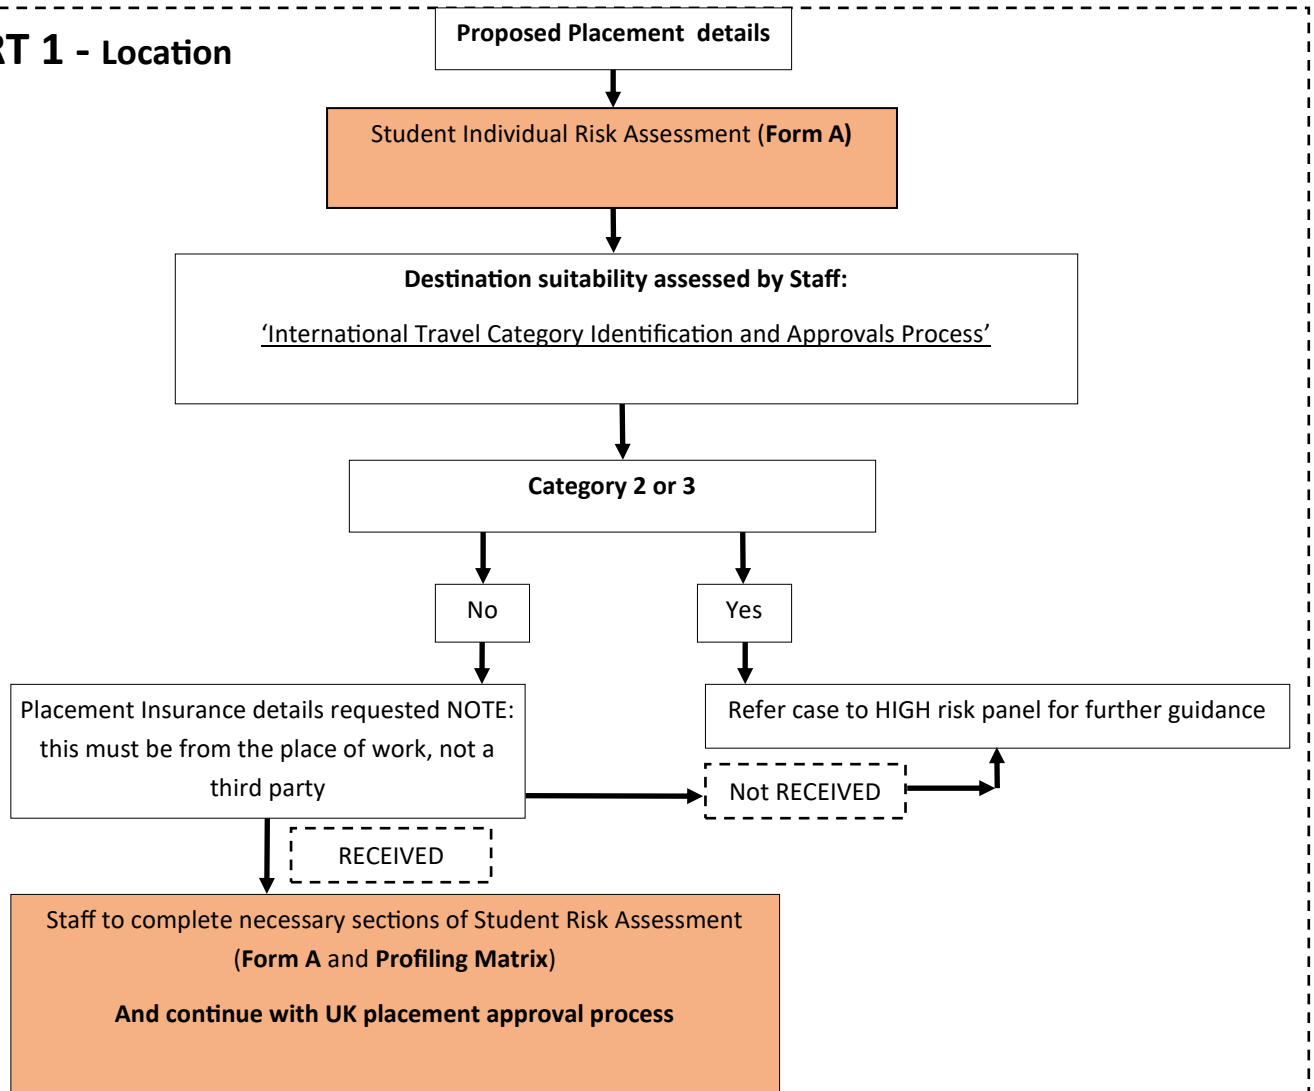 RT 1 - Location
Proposed Placement details
Student Individual Risk Assessment (Form A)
Destination suitability assessed by Staff:
‘International Travel Category Identification and Approvals Process’
Category 2 or 3
No
Yes
Placement Insurance details requested NOTE:
this must be from the place of work, not a
third party
Refer case to HIGH risk panel for further guidance
Not RECEIVED
RECEIVED
Staff to complete necessary sections of Student Risk Assessment
(Form A and Profiling Matrix)
And continue with UK placement approval process